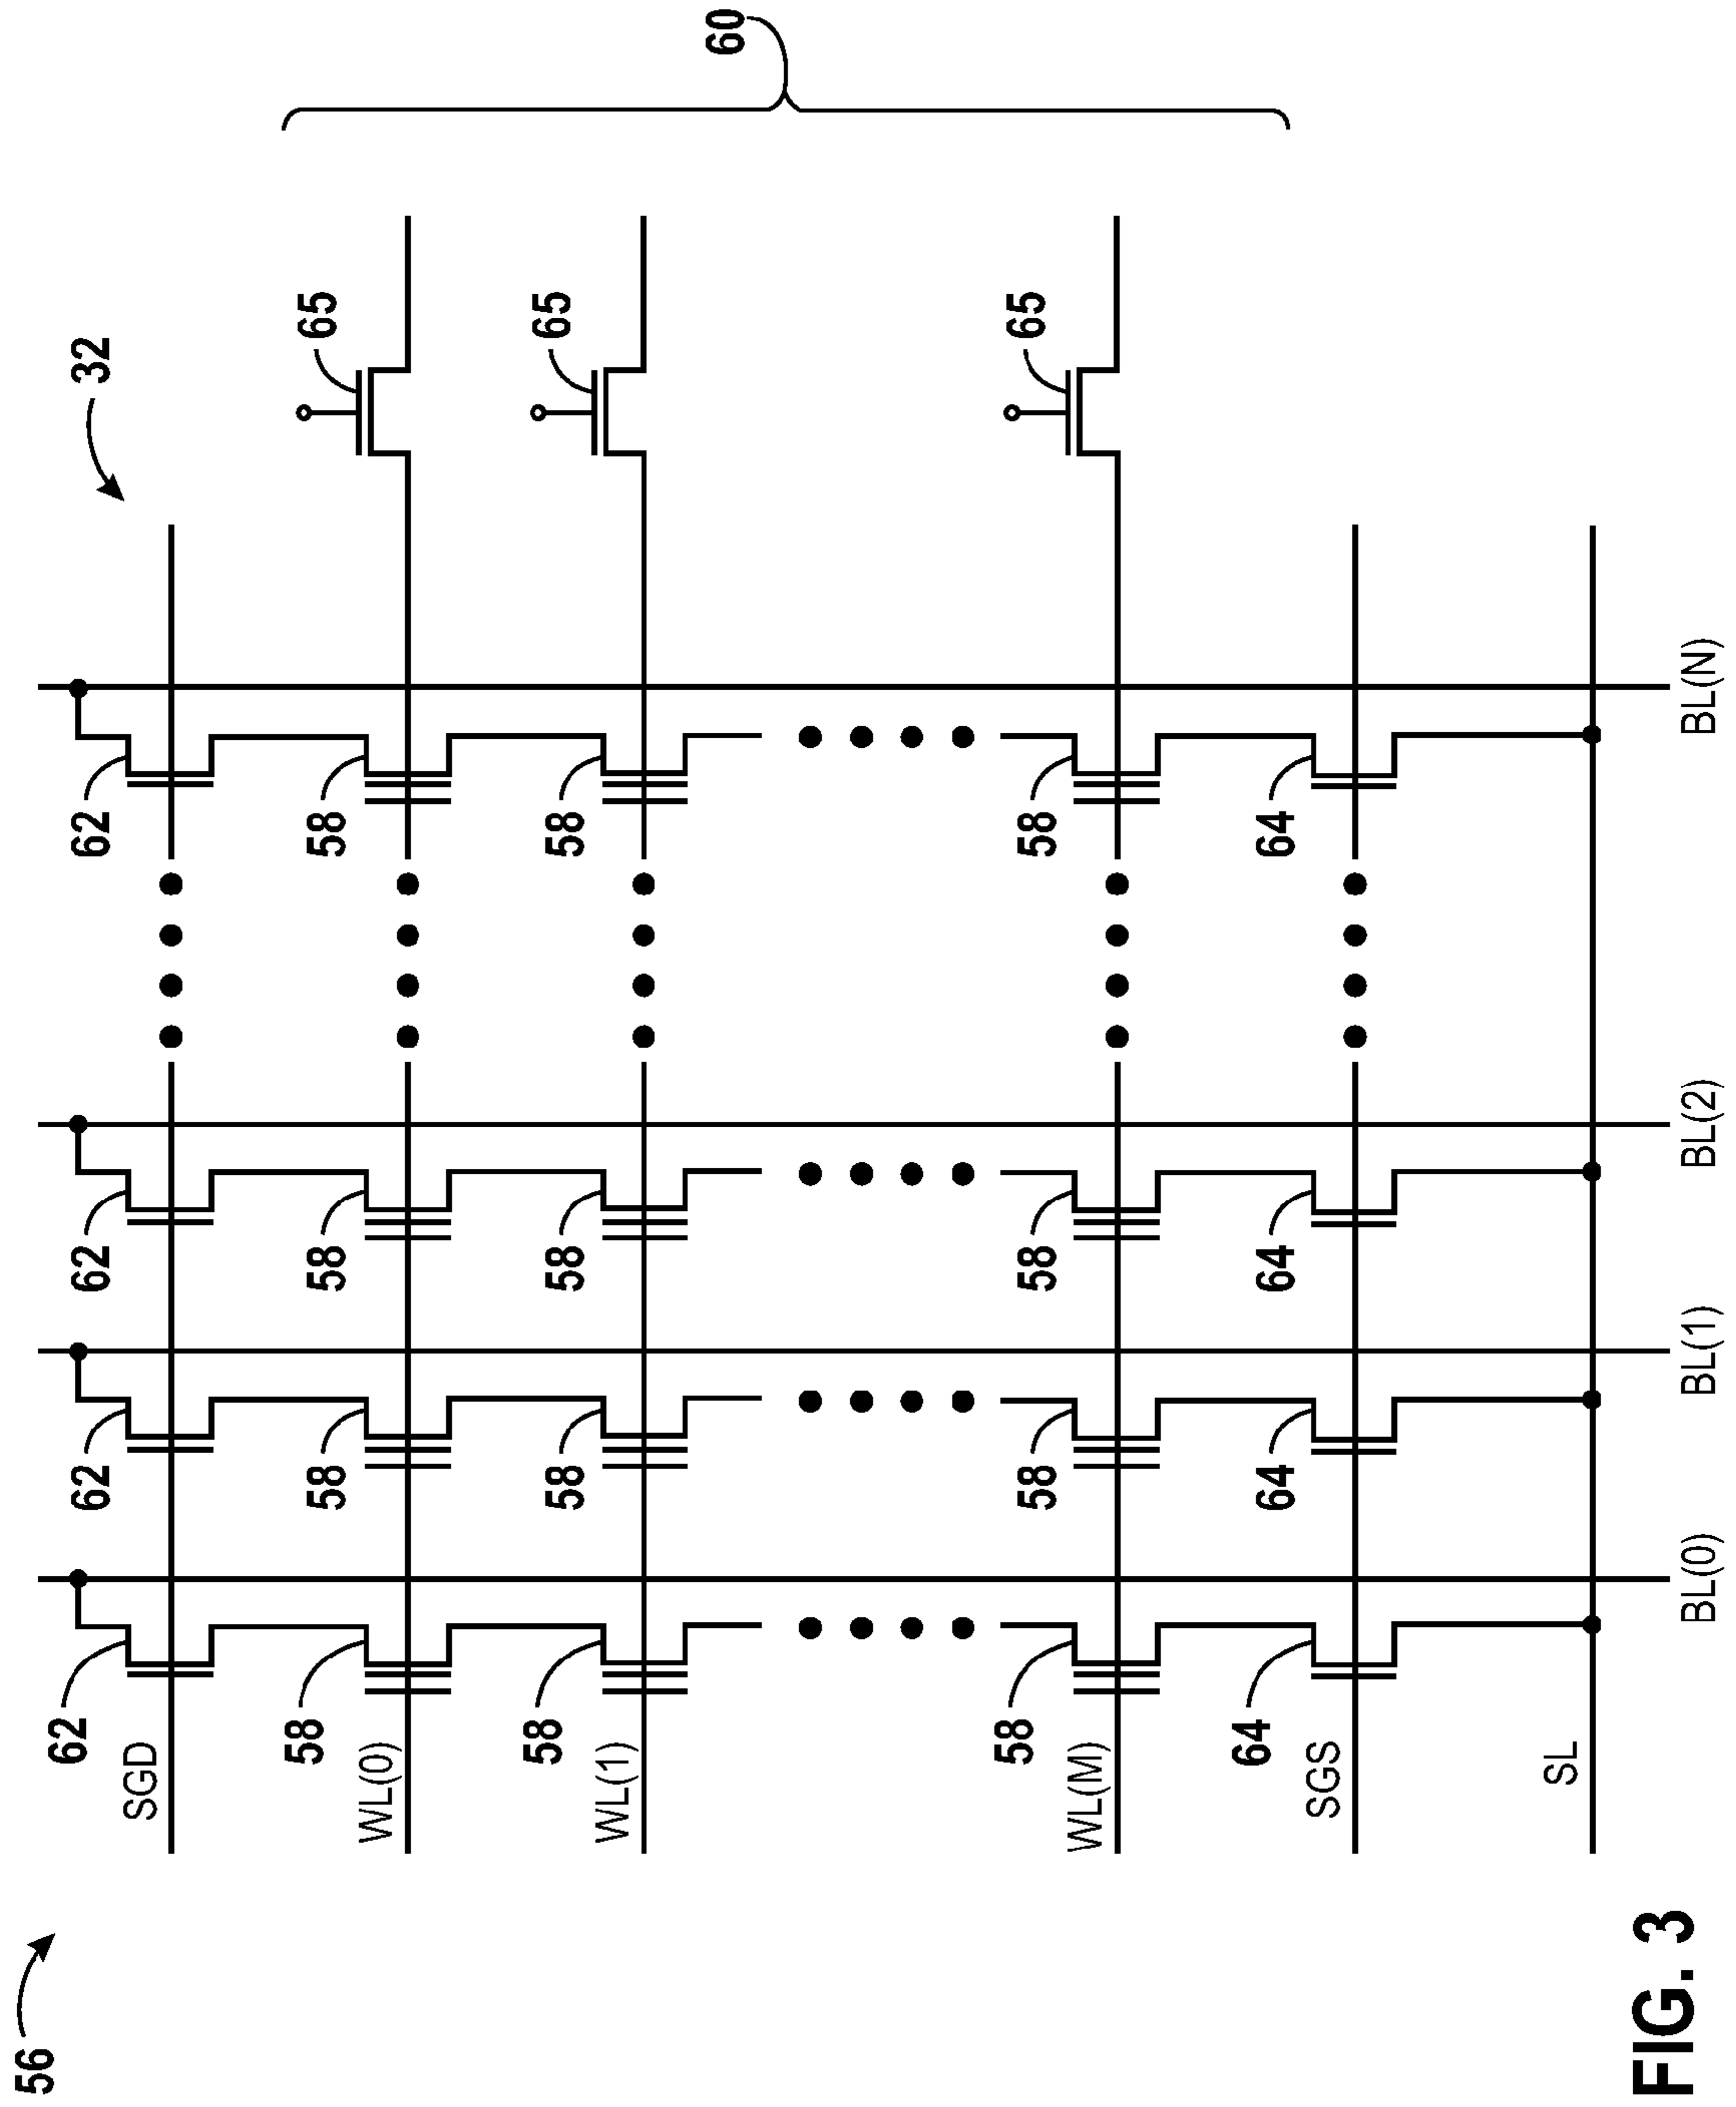 56
62 62 62 62 32
SGD
58 58 58 58 65
WL(0)
58 58 58 58 65
WL(1)
60
58 58 58 58 65
WL(M)
64 64 64 64
SGS
SL
BL(0) BL(1) BL(2) BL(N)
FIG. 3